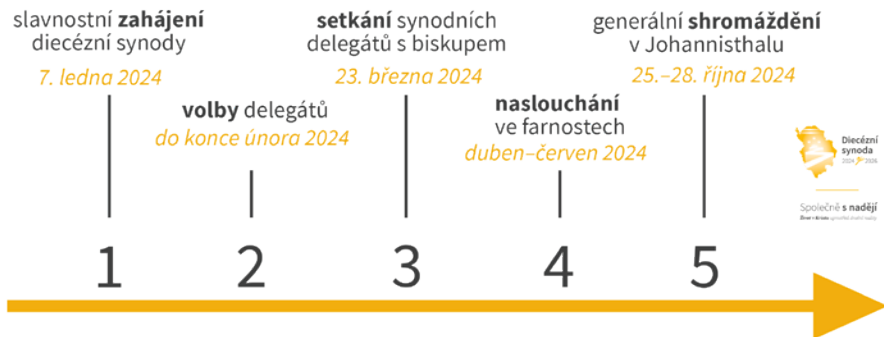 slavnostní zahájení
diecézní synody
7. ledna 2024
volby delegátů
do konce února 2024
setkání synodních
delegátů s biskupem
23. března 2024
naslouchání
ve farnostech
duben–červen 2024
generální shromáždění
v Johannisthalu
25.–28. října 2024
Diecézní
synoda
2024 2026
Společně s nadějí
1
2
3
4
5